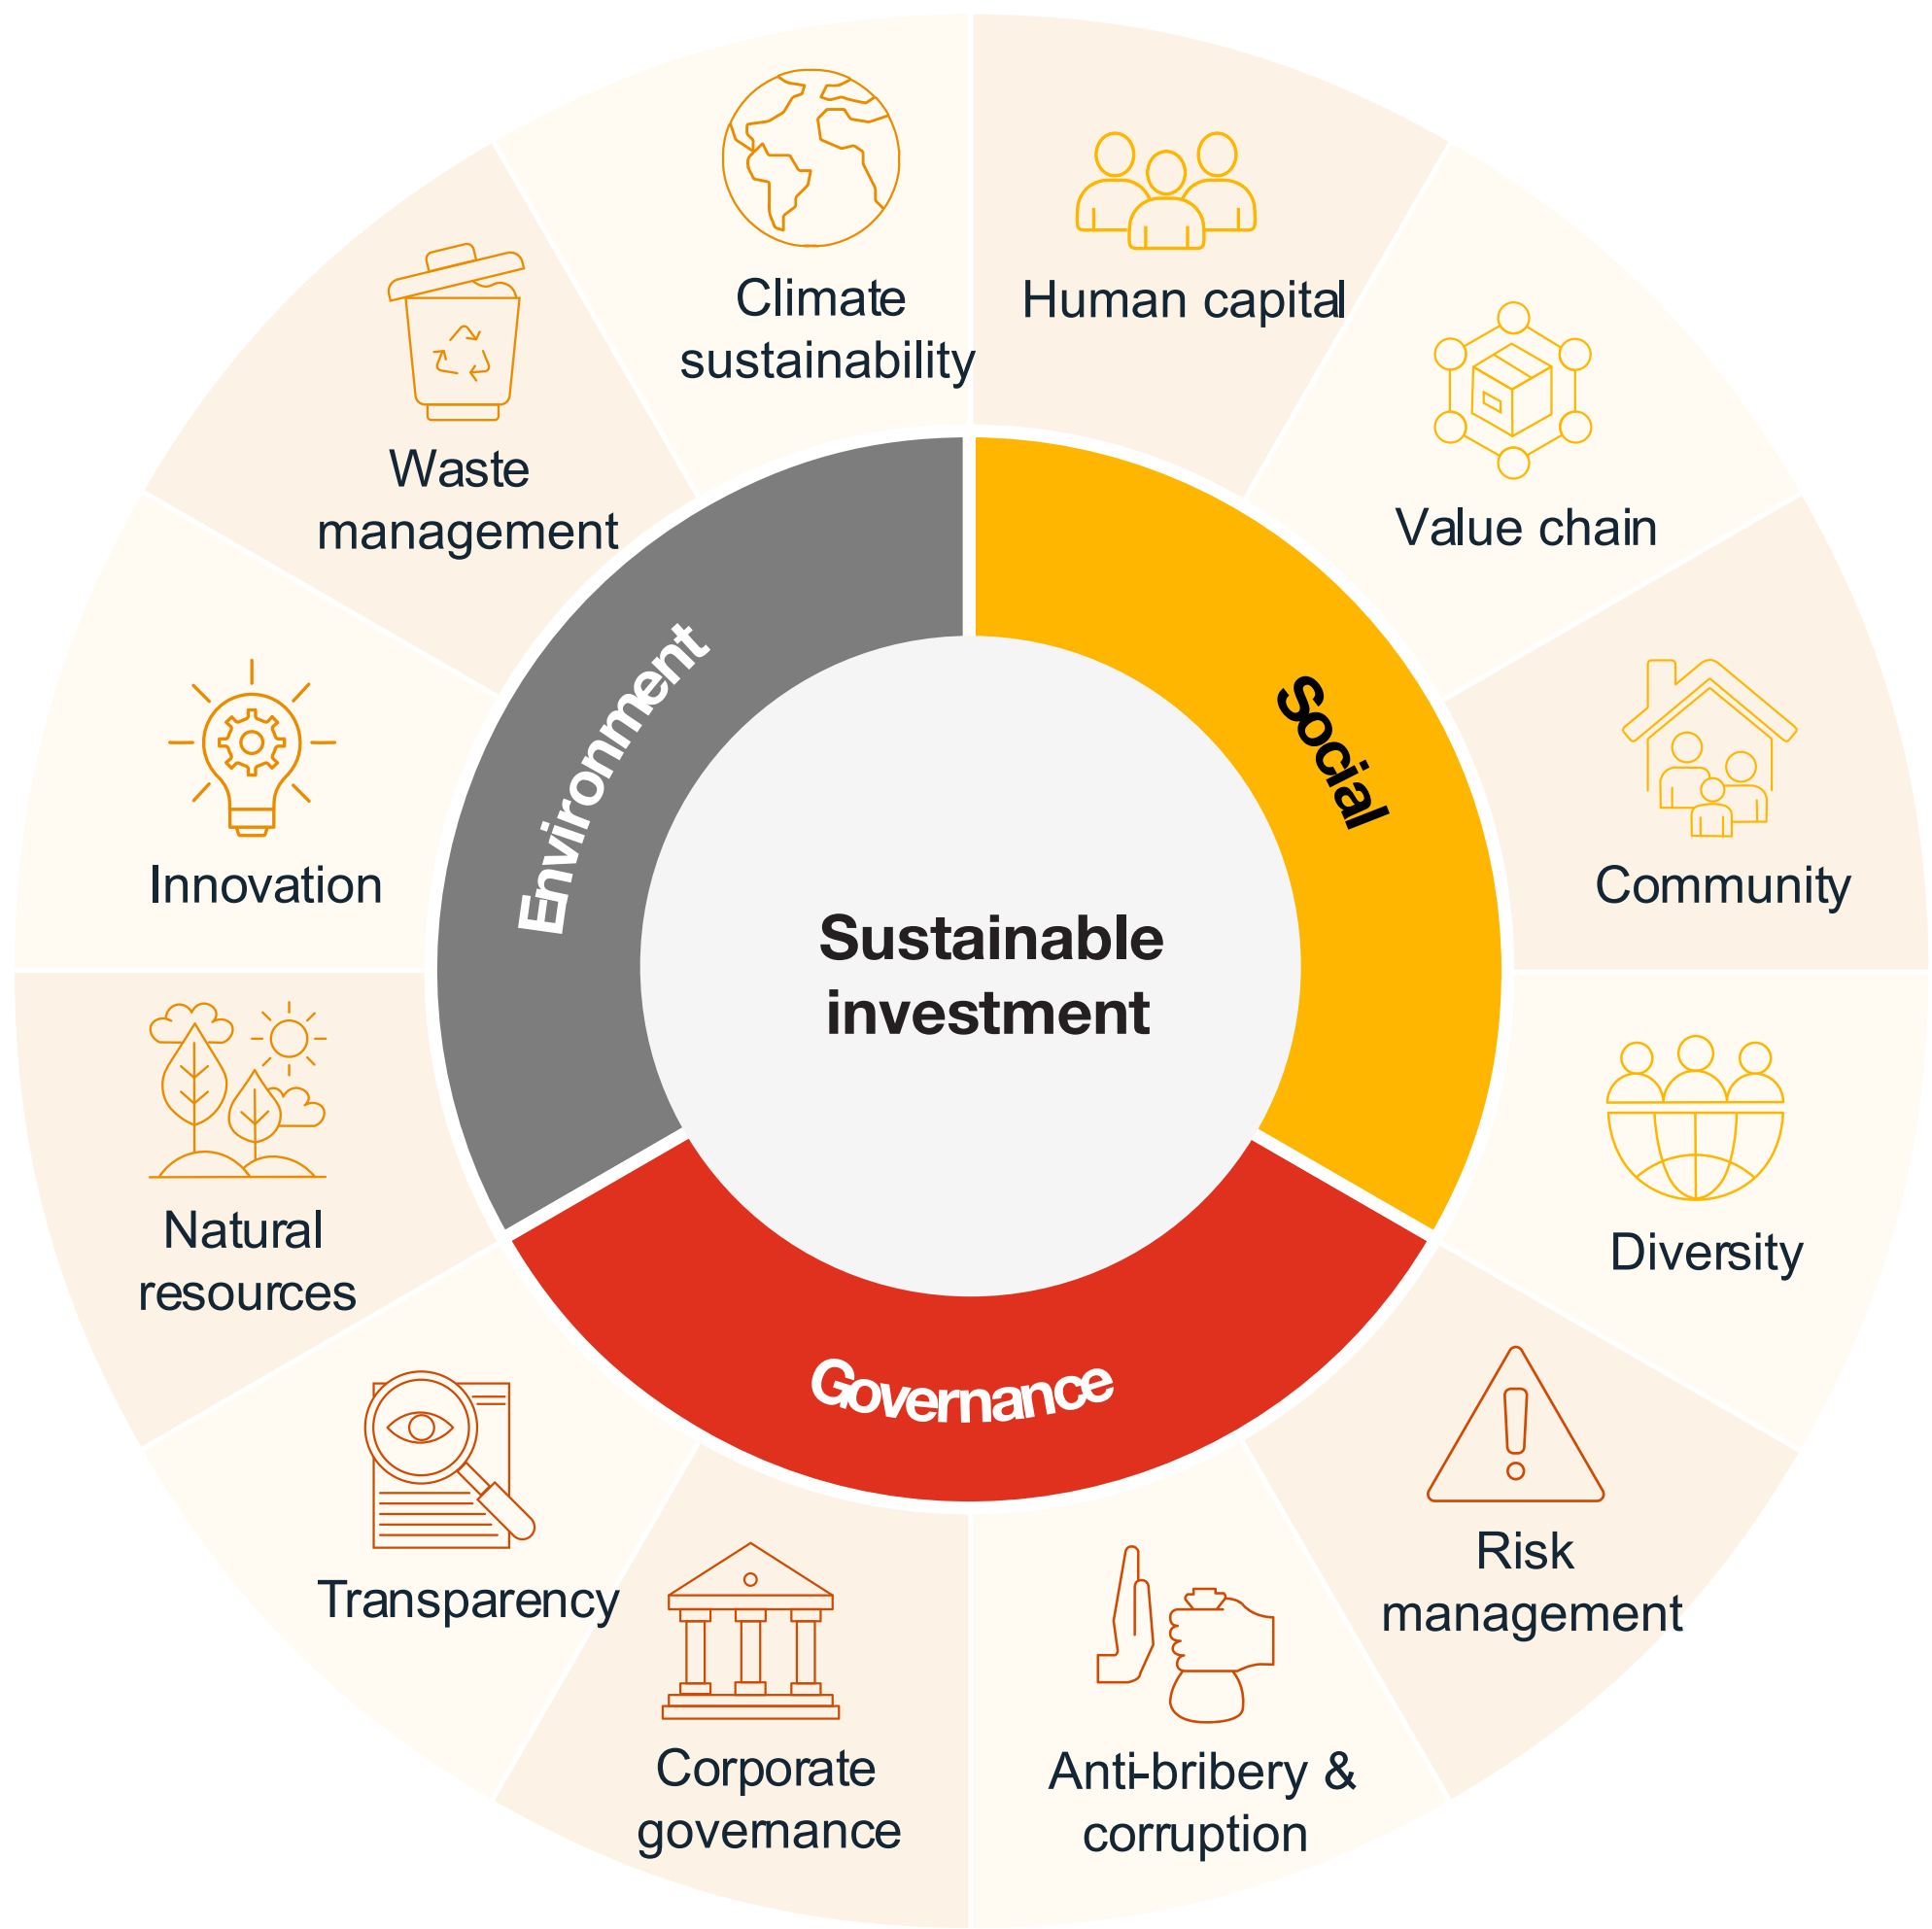 Climate
sustainability
Human capital
Value chain
Community
Diversity
Risk
management
Anti-bribery &
corruption
Corporate
governance
Transparency
Natural
resources
Innovation
Waste
management
Environment
Social
Governance
Sustainable
investment